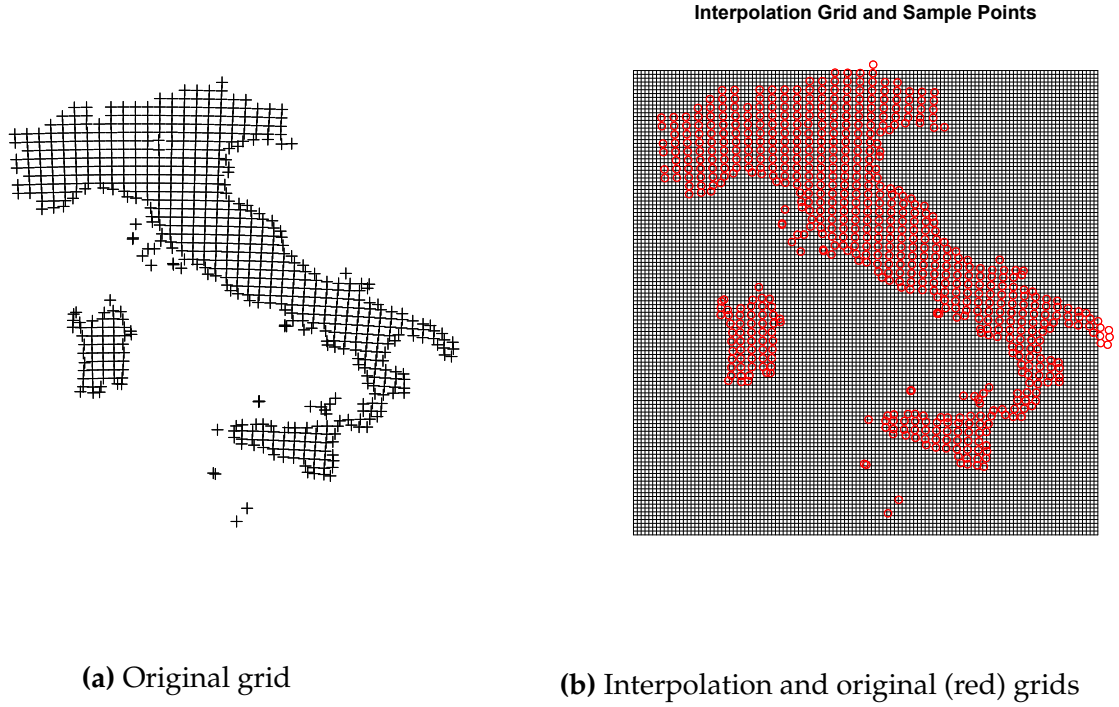 Interpolation Grid and Sample Points
(a) Original grid
(b) Interpolation and original (red) grids